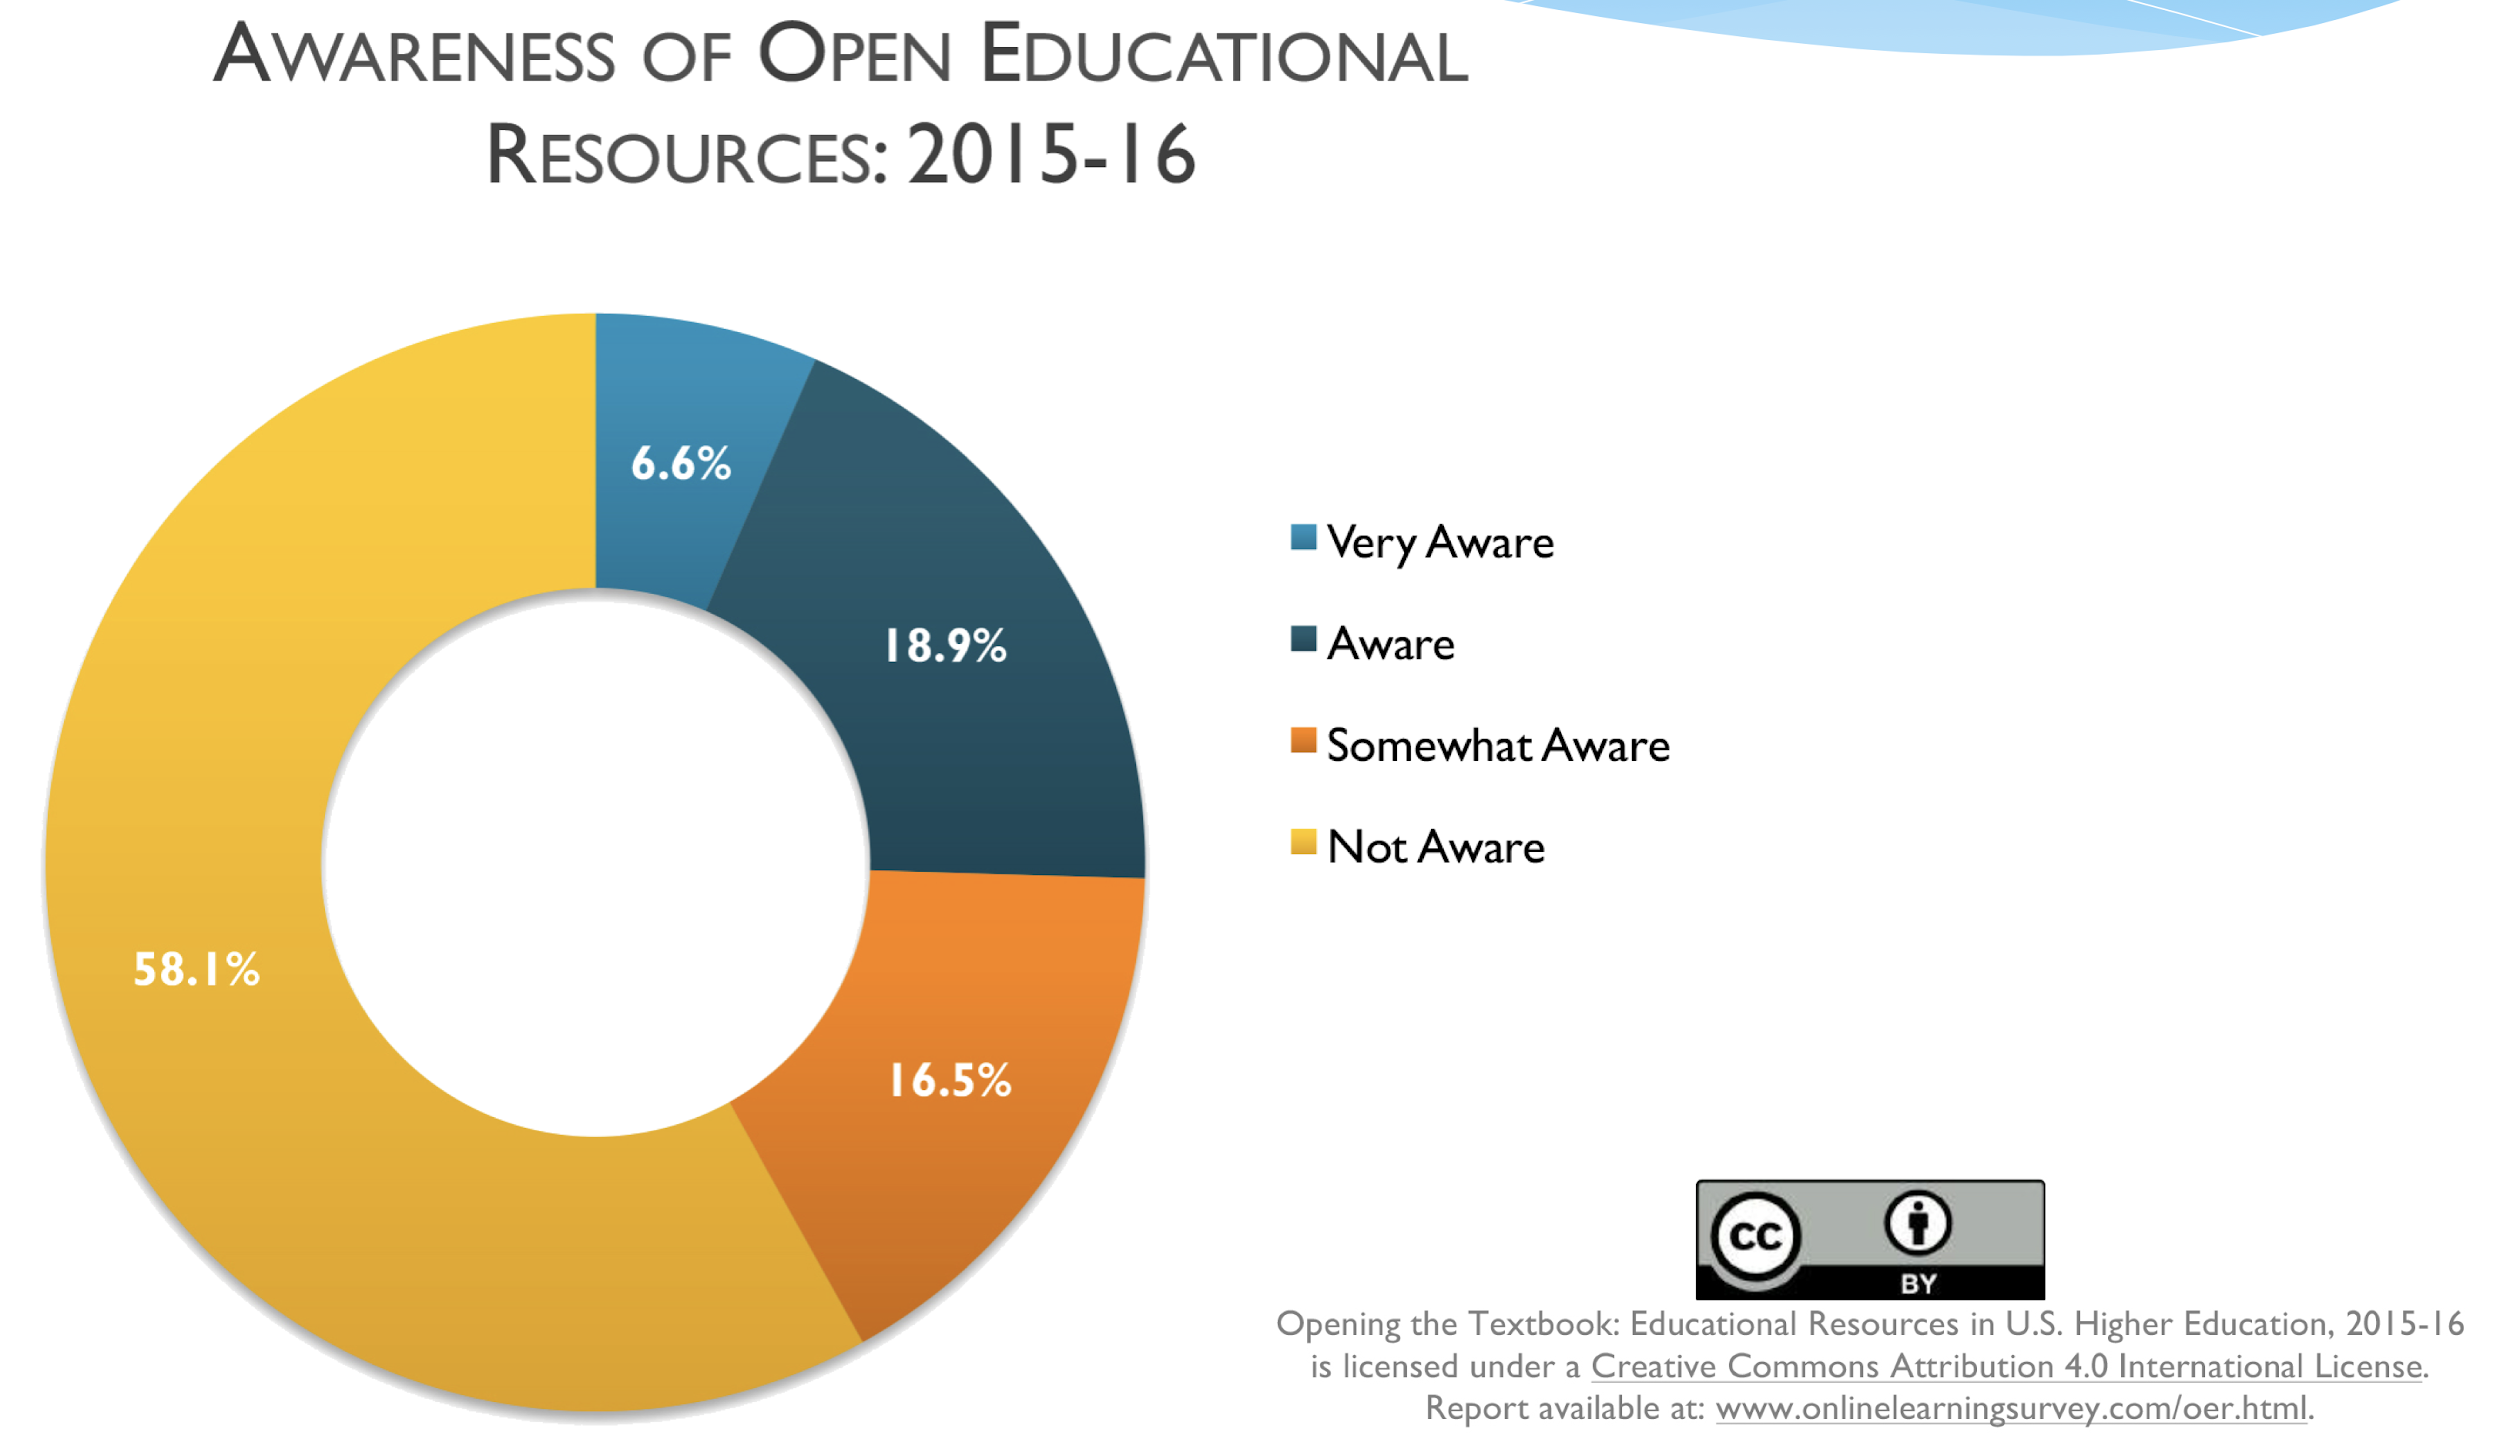 AWARENESS OF OPEN EDUCATIONAL
RESOURCES: 2015-16
6.6%
18.9%
58.1%
16.5%
Very Aware
Aware
Somewhat Aware
Not Aware
cc
BY
Opening the Textbook: Educational Resources in U.S. Higher Education, 2015-16
is licensed under a Creative Commons Attribution 4.0 International License.
Report available at: www.onlinelearningsurvey.com/oer.html.